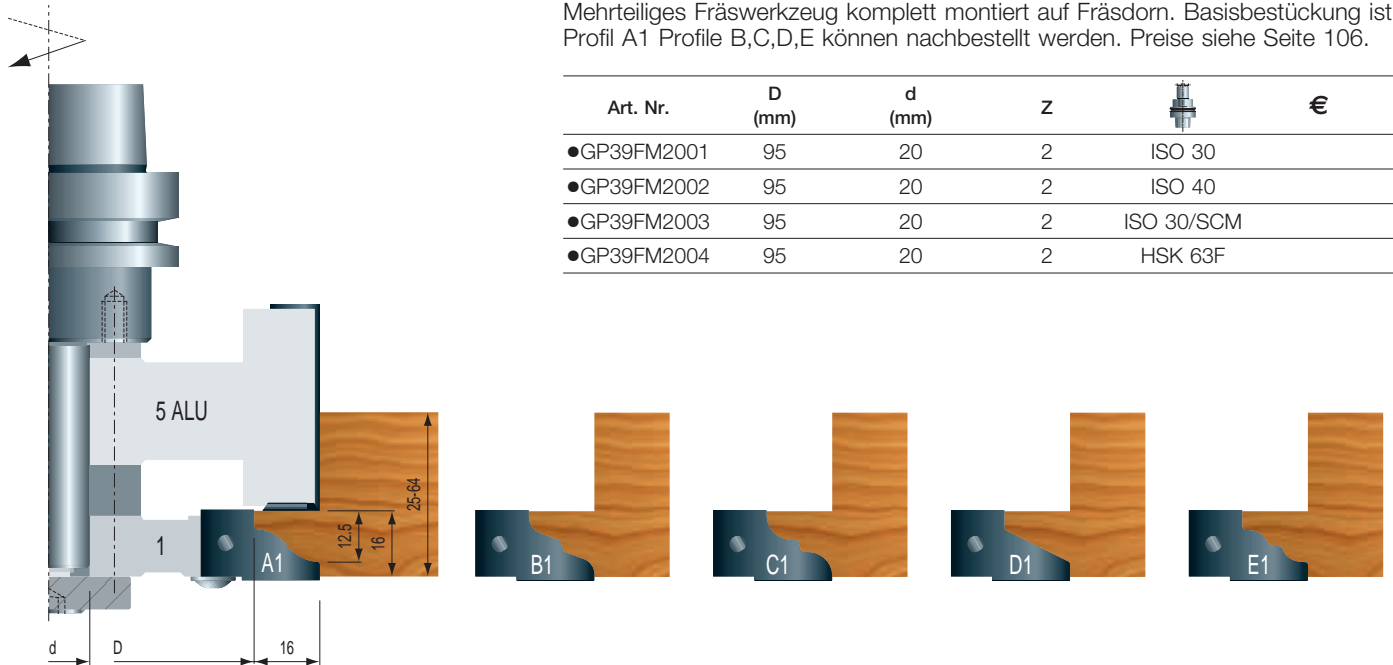 Mehrteiliges Fräswerkzeug komplett montiert auf Fräsdorn. Basisbestückung ist
Profil A1 Profile B,C,D,E können nachbestellt werden. Preise siehe Seite 106.
Art. Nr. D (mm) d (mm) Z €
●GP39FM2001 95 20 2 ISO 30
●GP39FM2002 95 20 2 ISO 40
●GP39FM2003 95 20 2 ISO 30/SCM
●GP39FM2004 95 20 2 HSK 63F
5 ALU
25-64
12.5
16
1
A1
B1
C1
D1
E1
d
D
16